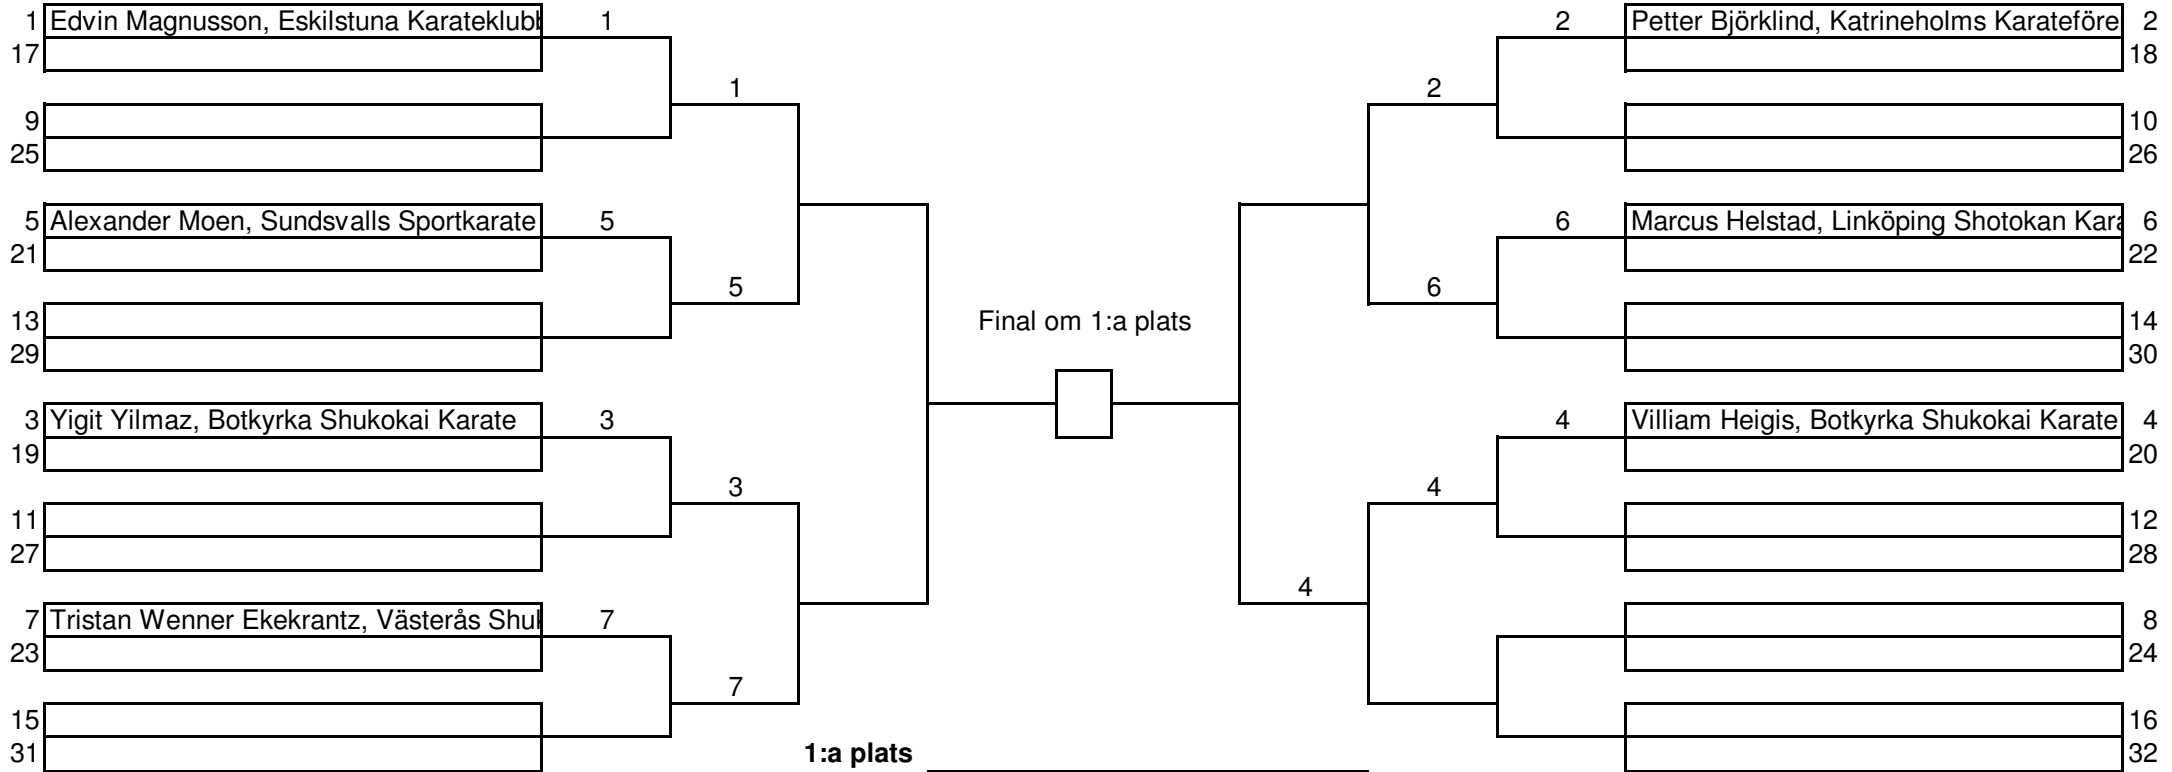 1 Edvin Magnusson, Eskilstuna Karateklubb 1 2 Petter Björklind, Katrineholms Karateföre 2
17 18
1 2
9 10
25 26
5 Alexander Moen, Sundsvalls Sportkarate 5 6 Marcus Helstad, Linköping Shotokan Kara 6
21 22
5 6
13 Final om 1:a plats 14
29 30
3 Yigit Yilmaz, Botkyrka Shukokai Karate 3 4 Villiam Heigis, Botkyrka Shukokai Karate 4
19 20
3 4
11 12
27 28
4
7 Tristan Wenner Ekekrantz, Västerås Shuk 7 8
23 24
7
15 16
31 1:a plats 32